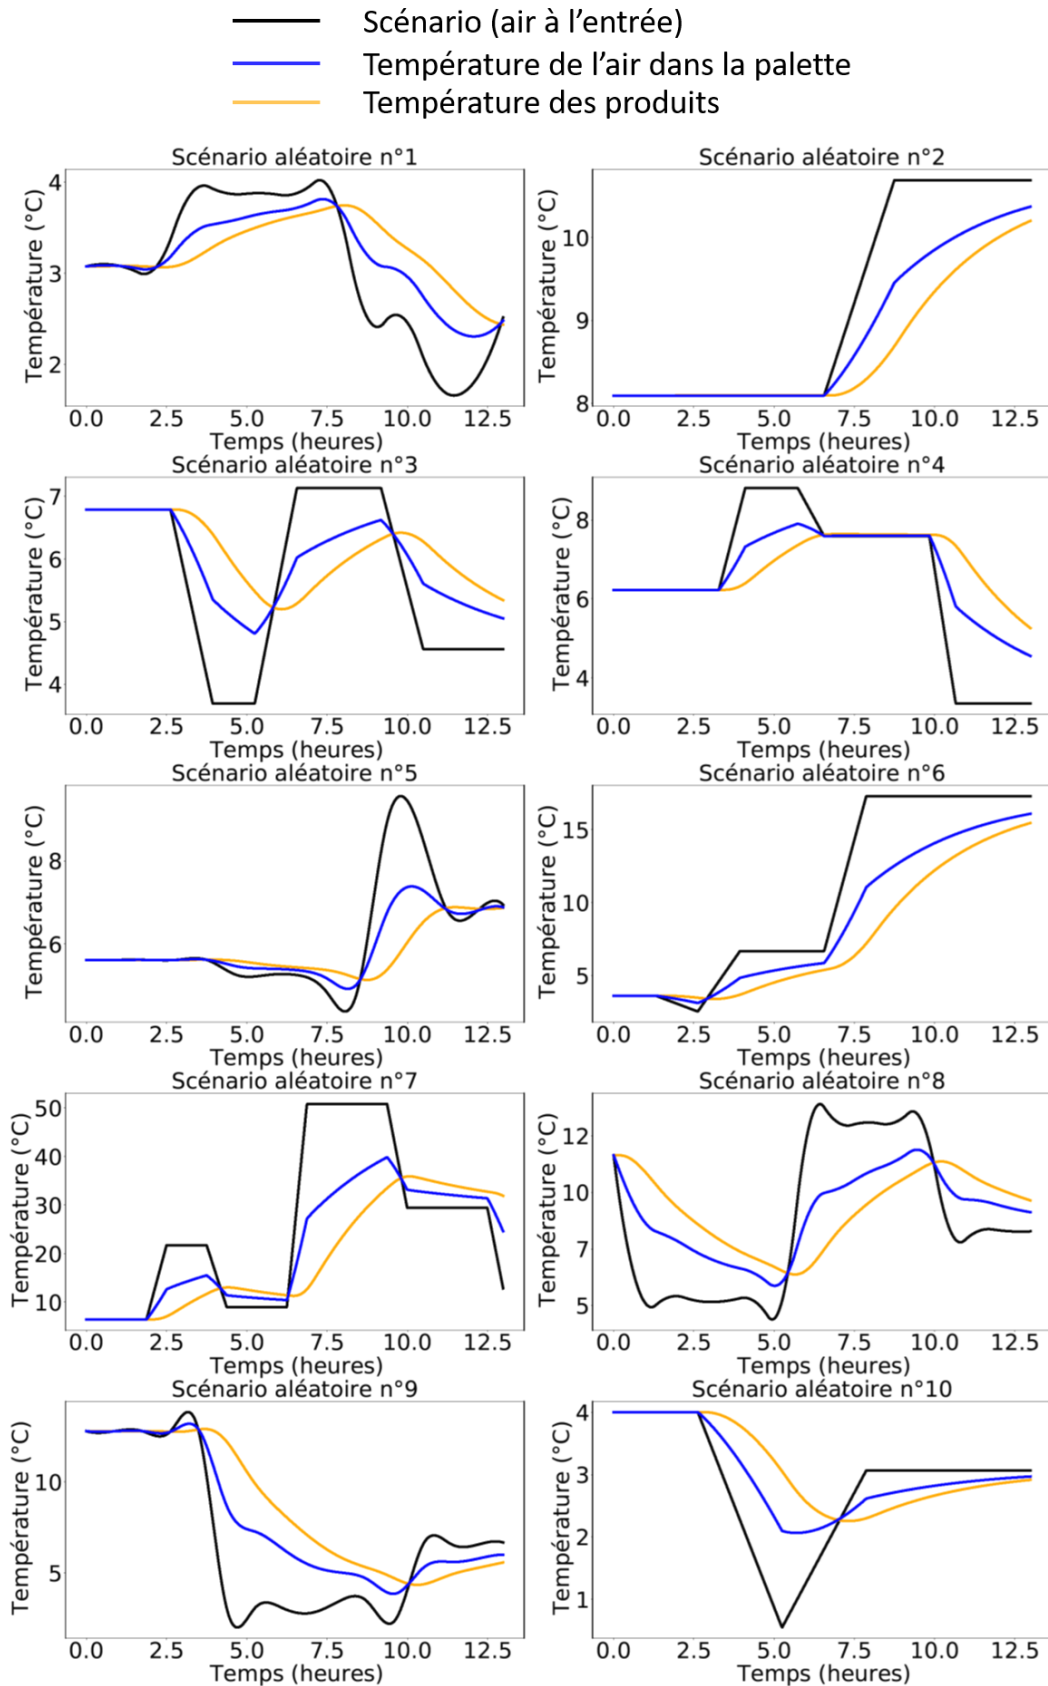 Scénario (air à l'entrée)
Température de l'air dans la palette
Température des produits
Scénario aléatoire n°1
Température (°C)
4
3
2
0.0 2.5 5.0 7.5 10.0 12.5
Temps (heures)
Scénario aléatoire n°2
Température (°C)
10
9
8
0.0 2.5 5.0 7.5 10.0 12.5
Temps (heures)
Scénario aléatoire n°3
Température (°C)
7
6
5
4
0.0 2.5 5.0 7.5 10.0 12.5
Temps (heures)
Scénario aléatoire n°4
Température (°C)
8
6
4
0.0 2.5 5.0 7.5 10.0 12.5
Temps (heures)
Scénario aléatoire n°5
Température (°C)
8
6
0.0 2.5 5.0 7.5 10.0 12.5
Temps (heures)
Scénario aléatoire n°6
Température (°C)
15
10
5
0.0 2.5 5.0 7.5 10.0 12.5
Temps (heures)
Scénario aléatoire n°7
Température (°C)
50
40
30
20
10
0.0 2.5 5.0 7.5 10.0 12.5
Temps (heures)
Scénario aléatoire n°8
Température (°C)
12
10
7
5
0.0 2.5 5.0 7.5 10.0 12.5
Temps (heures)
Scénario aléatoire n°9
Température (°C)
10
5
0.0 2.5 5.0 7.5 10.0 12.5
Temps (heures)
Scénario aléatoire n°10
Température (°C)
4
3
2
1
0.0 2.5 5.0 7.5 10.0 12.5
Temps (heures)